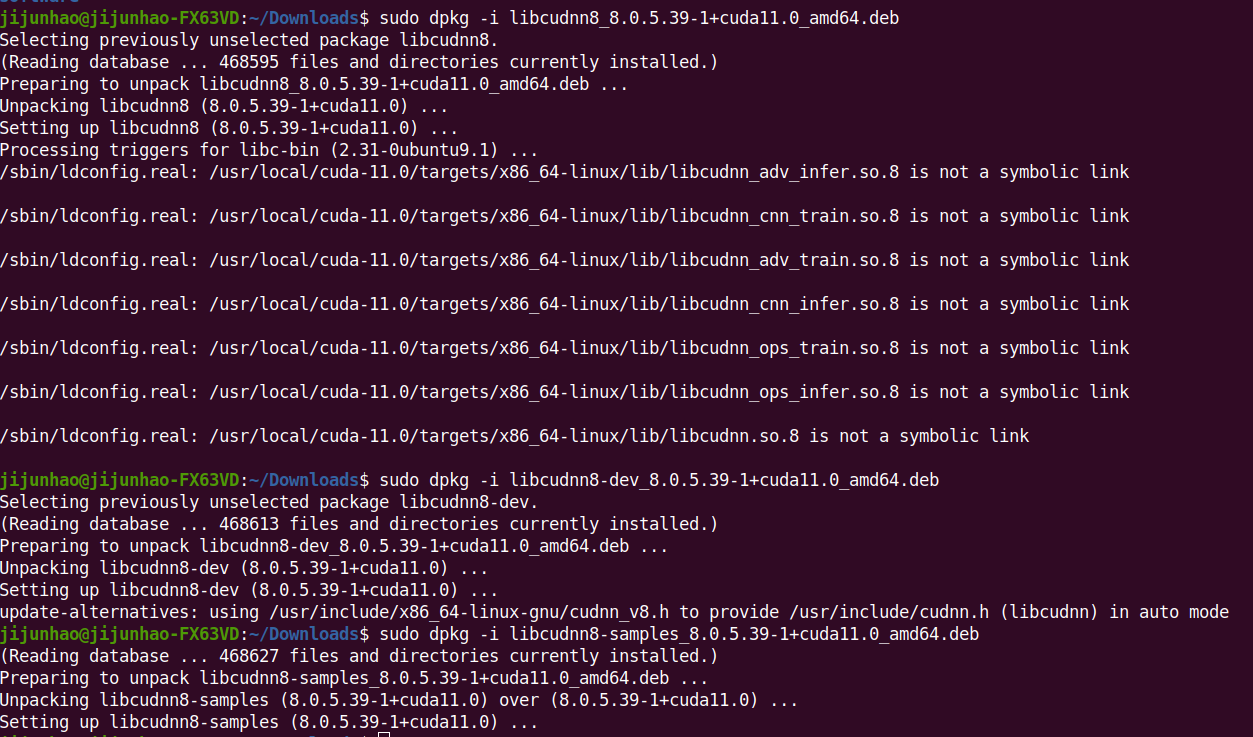 jijunhao@jijunhao-FX63VD:~/Downloads$ sudo dpkg -i libcudnn8_8.0.5.39-1+cuda11.0_amd64.deb
Selecting previously unselected package libcudnn8.
(Reading database ... 468595 files and directories currently installed.)
Preparing to unpack libcudnn8_8.0.5.39-1+cuda11.0_amd64.deb ...
Unpacking libcudnn8 (8.0.5.39-1+cuda11.0) ...
Setting up libcudnn8 (8.0.5.39-1+cuda11.0) ...
Processing triggers for libc-bin (2.31-0ubuntu9.1) ...
/sbin/ldconfig.real: /usr/local/cuda-11.0/targets/x86_64-linux/lib/libcudnn_adv_infer.so.8 is not a symbolic link
/sbin/ldconfig.real: /usr/local/cuda-11.0/targets/x86_64-linux/lib/libcudnn_cnn_train.so.8 is not a symbolic link
/sbin/ldconfig.real: /usr/local/cuda-11.0/targets/x86_64-linux/lib/libcudnn_adv_train.so.8 is not a symbolic link
/sbin/ldconfig.real: /usr/local/cuda-11.0/targets/x86_64-linux/lib/libcudnn_cnn_infer.so.8 is not a symbolic link
/sbin/ldconfig.real: /usr/local/cuda-11.0/targets/x86_64-linux/lib/libcudnn_ops_train.so.8 is not a symbolic link
/sbin/ldconfig.real: /usr/local/cuda-11.0/targets/x86_64-linux/lib/libcudnn_ops_infer.so.8 is not a symbolic link
/sbin/ldconfig.real: /usr/local/cuda-11.0/targets/x86_64-linux/lib/libcudnn.so.8 is not a symbolic link
jijunhao@jijunhao-FX63VD:~/Downloads$ sudo dpkg -i libcudnn8-dev_8.0.5.39-1+cuda11.0_amd64.deb
Selecting previously unselected package libcudnn8-dev.
(Reading database ... 468613 files and directories currently installed.)
Preparing to unpack libcudnn8-dev_8.0.5.39-1+cuda11.0_amd64.deb ...
Unpacking libcudnn8-dev (8.0.5.39-1+cuda11.0) ...
Setting up libcudnn8-dev (8.0.5.39-1+cuda11.0) ...
update-alternatives: using /usr/include/x86_64-linux-gnu/cudnn_v8.h to provide /usr/include/cudnn.h (libcudnn) in auto mode
jijunhao@jijunhao-FX63VD:~/Downloads$ sudo dpkg -i libcudnn8-samples_8.0.5.39-1+cuda11.0_amd64.deb
(Reading database ... 468627 files and directories currently installed.)
Preparing to unpack libcudnn8-samples_8.0.5.39-1+cuda11.0_amd64.deb ...
Unpacking libcudnn8-samples (8.0.5.39-1+cuda11.0) over (8.0.5.39-1+cuda11.0) ...
Setting up libcudnn8-samples (8.0.5.39-1+cuda11.0) ...